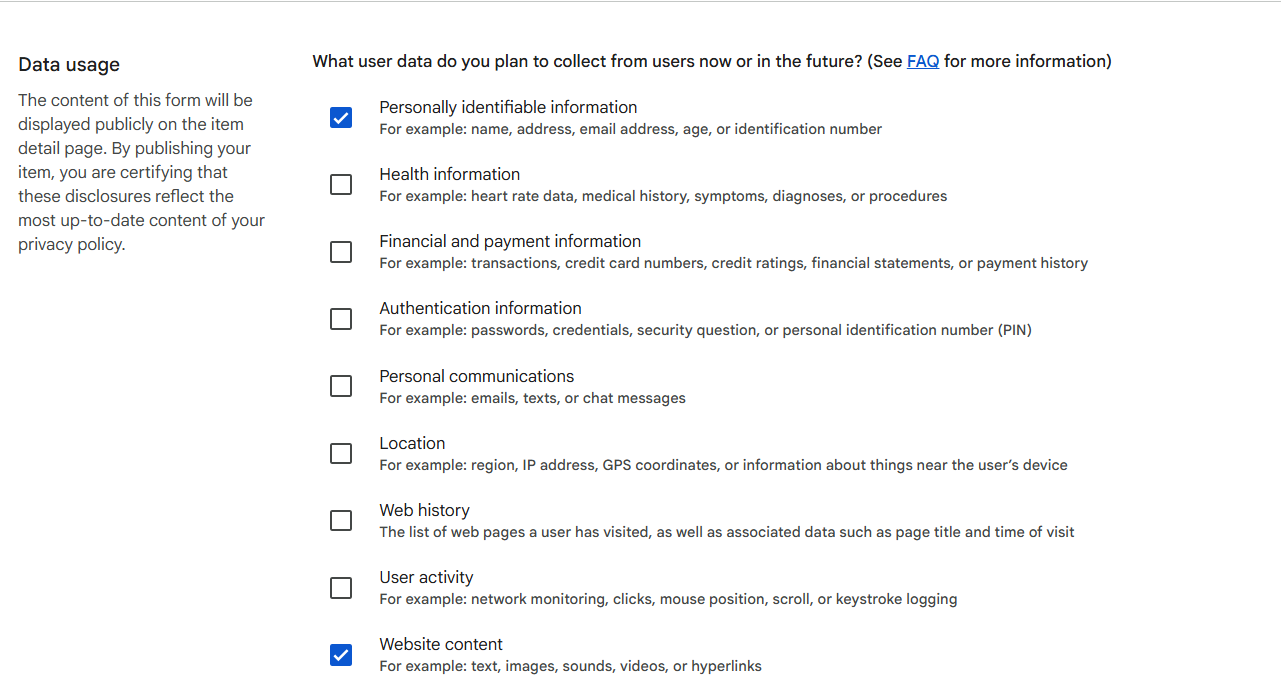 Data usage
The content of this form will be
displayed publicly on the item
detail page. By publishing your
item, you are certifying that
these disclosures reflect the
most up-to-date content of your
privacy policy.
What user data do you plan to collect from users now or in the future? (See FAQ for more information)
Personally identifiable information
For example: name, address, email address, age, or identification number
Health information
For example: heart rate data, medical history, symptoms, diagnoses, or procedures
Financial and payment information
For example: transactions, credit card numbers, credit ratings, financial statements, or payment history
Authentication information
For example: passwords, credentials, security question, or personal identification number (PIN)
Personal communications
For example: emails, texts, or chat messages
Location
For example: region, IP address, GPS coordinates, or information about things near the user’s device
Web history
The list of web pages a user has visited, as well as associated data such as page title and time of visit
User activity
For example: network monitoring, clicks, mouse position, scroll, or keystroke logging
Website content
For example: text, images, sounds, videos, or hyperlinks